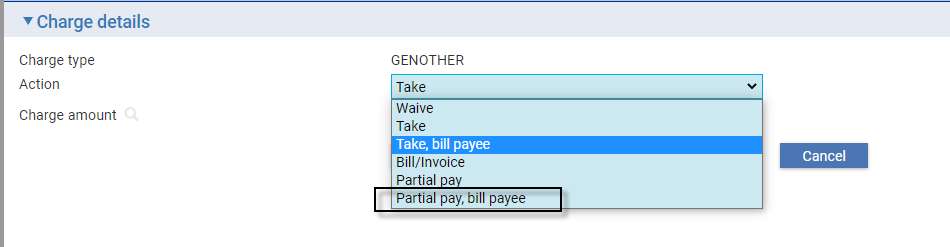 Charge details
Charge type GENOTHER
Action Take
Charge amount
Waive
Take
Take, bill payee
Bill/Invoice Cancel
Partial pay
Partial pay, bill payee